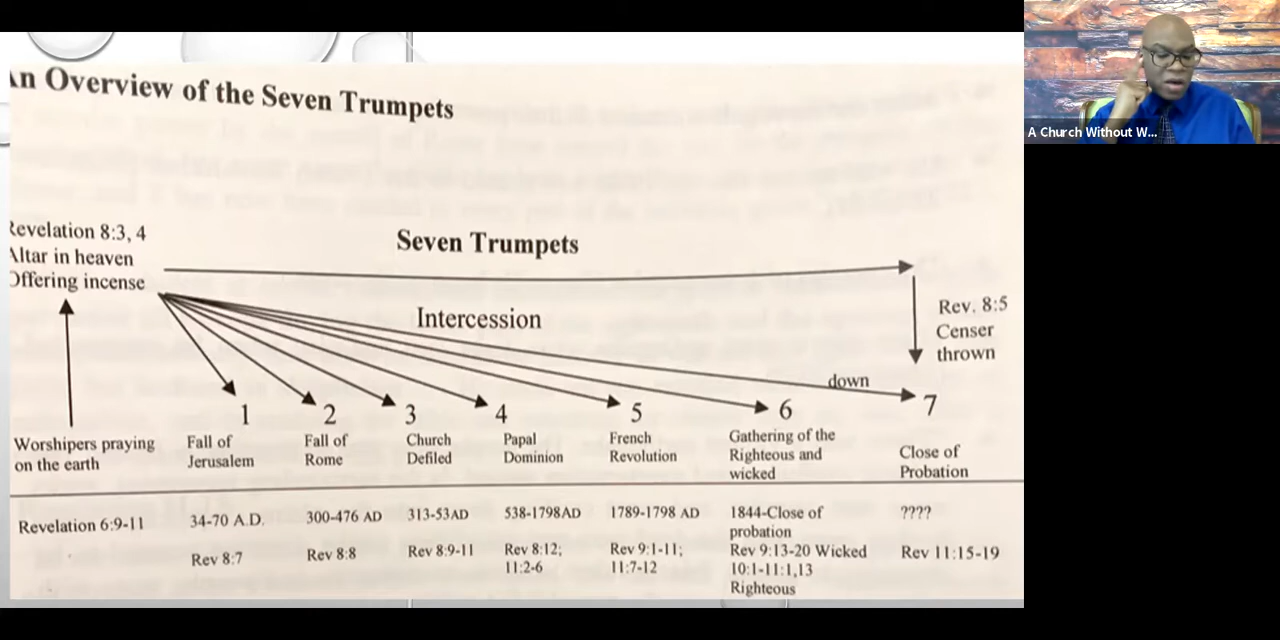 An Overview of the Seven Trumpets
Revelation 8:3, 4
Altar in heaven
Offering incense
Seven Trumpets
Intercession
Rev. 8:5
Censer
thrown
down
1
2
3
4
5
6
7
Worshipers praying
on the earth
Fall of
Jerusalem
Fall of
Rome
Church
Defiled
Papal
Dominion
French
Revolution
Gathering of the
Righteous and
wicked
Close of
Probation
Revelation 6:9-11
34-70 A.D.
300-476 AD
313-53AD
538-1798AD
1789-1798 AD
1844-Close of
probation
????
Rev 8:7
Rev 8:8
Rev 8:9-11
Rev 8:12;
11:2-6
Rev 9:1-11;
11:7-12
Rev 9:13-20 Wicked
10:1-11:1,13
Righteous
Rev 11:15-19
A Church Without W...